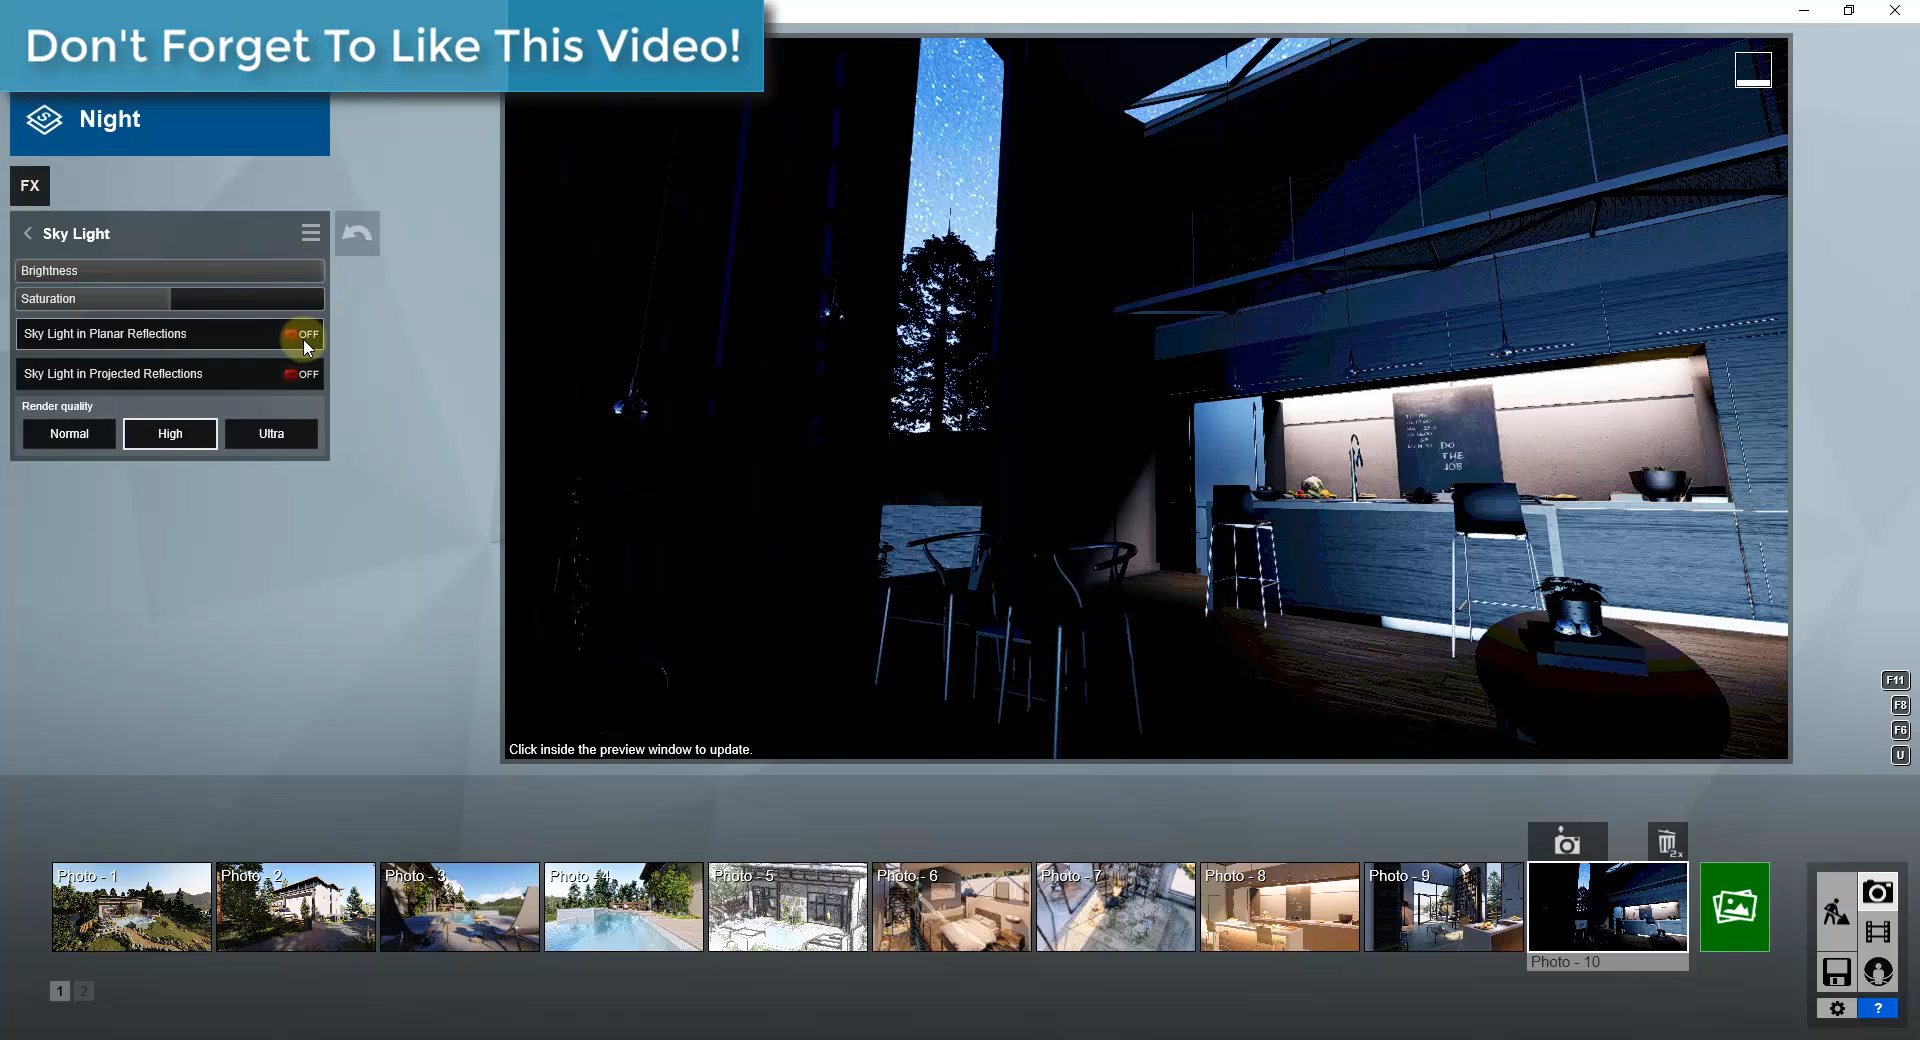 Don't Forget To Like This Video!
Night
FX
Sky Light
Brightness
Saturation
Sky Light in Planar Reflections OFF
Sky Light in Projected Reflections OFF
Render quality
Normal High Ultra
DO
THE
JOB
Click inside the preview window to update.
F11
F8
F6
U
2x
Photo - 1 Photo - 2 Photo - 3 Photo - 4 Photo - 5 Photo - 6 Photo - 7 Photo - 8 Photo - 9
Photo - 10
1 2
?